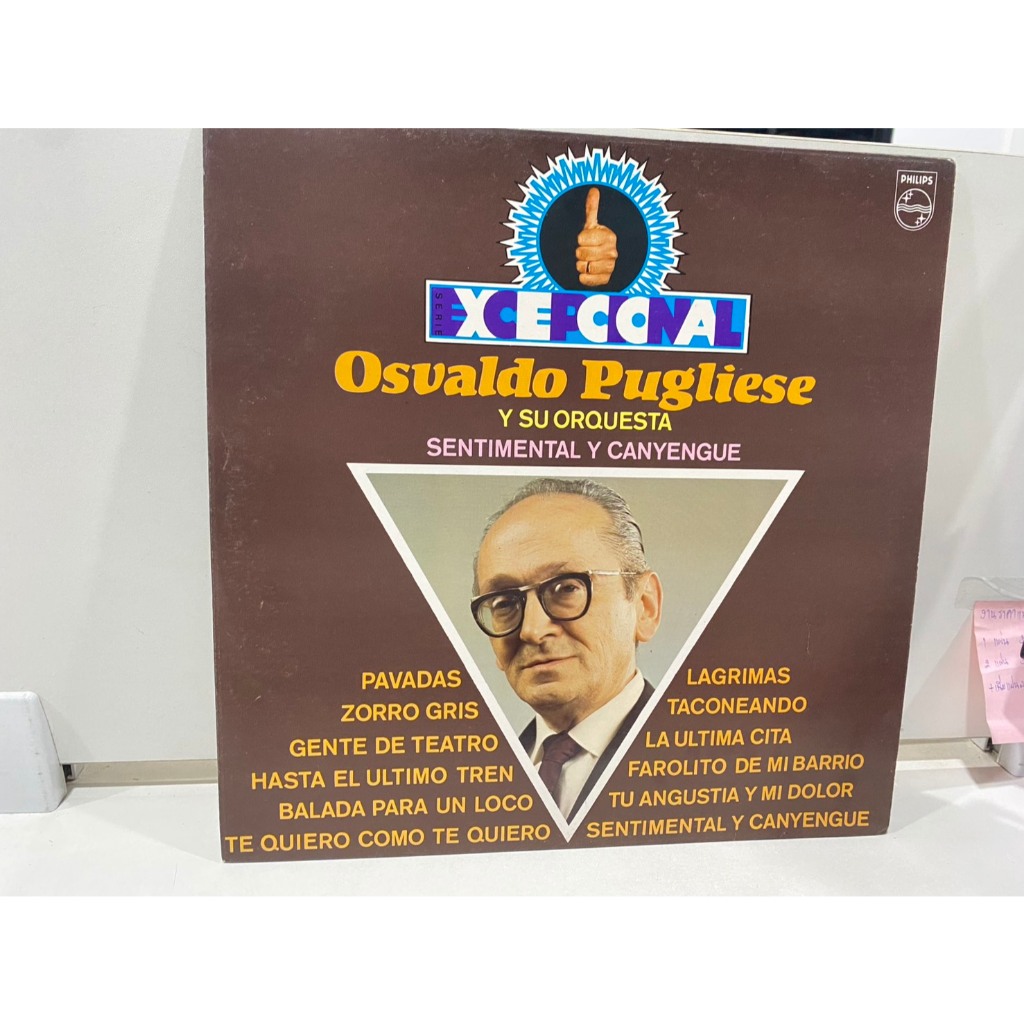 PHILIPS
SERIE
EXCEPCIONAL
Osvaldo Pugliese
Y SU ORQUESTA
SENTIMENTAL Y CANYENGUE
PAVADAS
ZORRO GRIS
GENTE DE TEATRO
HASTA EL ULTIMO TREN
BALADA PARA UN LOCO
TE QUIERO COMO TE QUIERO
LAGRIMAS
TACONEANDO
LA ULTIMA CITA
FAROLITO DE MI BARRIO
TU ANGUSTIA Y MI DOLOR
SENTIMENTAL Y CANYENGUE